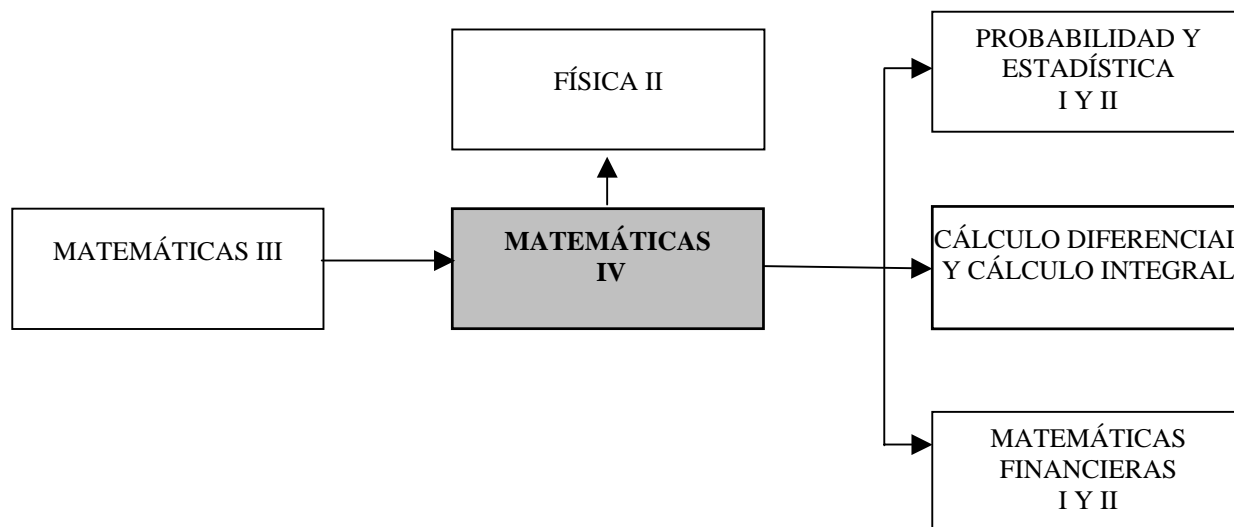 PROBABILIDAD Y
ESTADÍSTICA
I Y II
FÍSICA II
MATEMÁTICAS III
MATEMÁTICAS
IV
CÁLCULO DIFERENCIAL
Y CÁLCULO INTEGRAL
MATEMÁTICAS
FINANCIERAS
I Y II